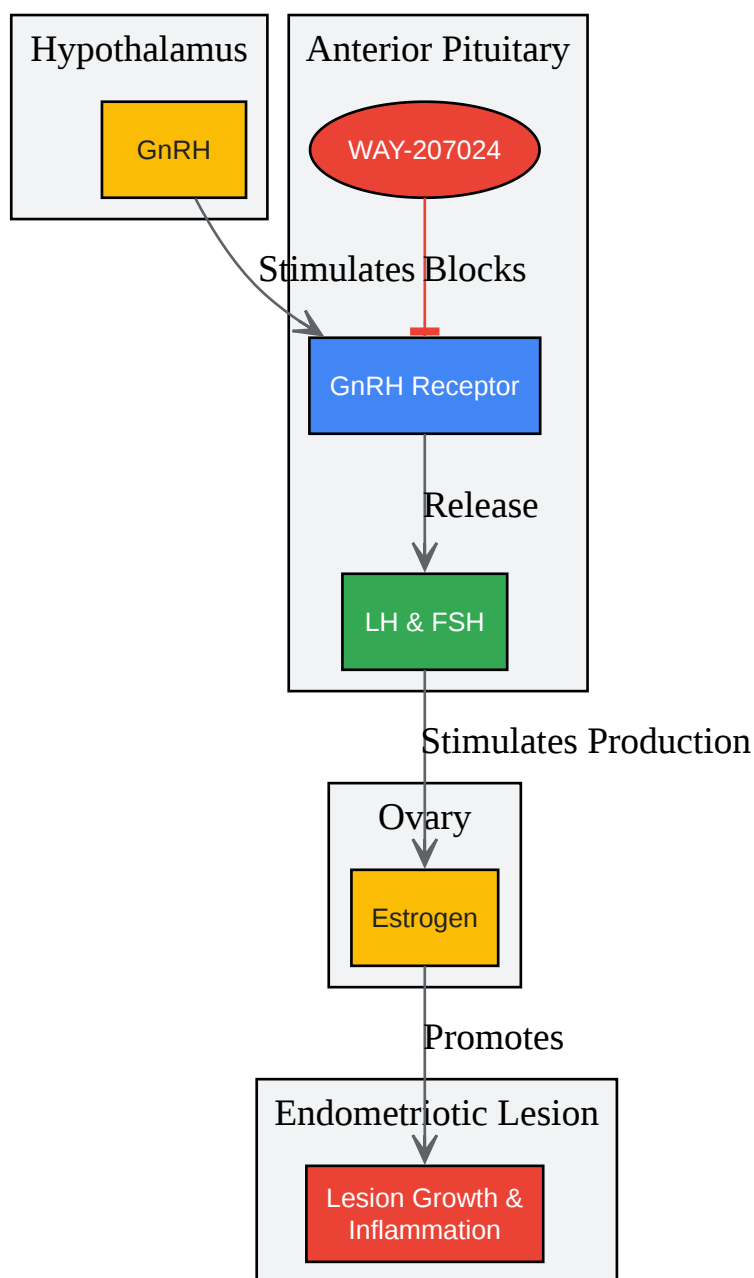 Hypothalamus
Anterior Pituitary
GnRH
WAY-207024
Stimulates
Blocks
GnRH Receptor
Release
LH & FSH
Stimulates Production
Ovary
Estrogen
Promotes
Endometriotic Lesion
Lesion Growth &
Inflammation